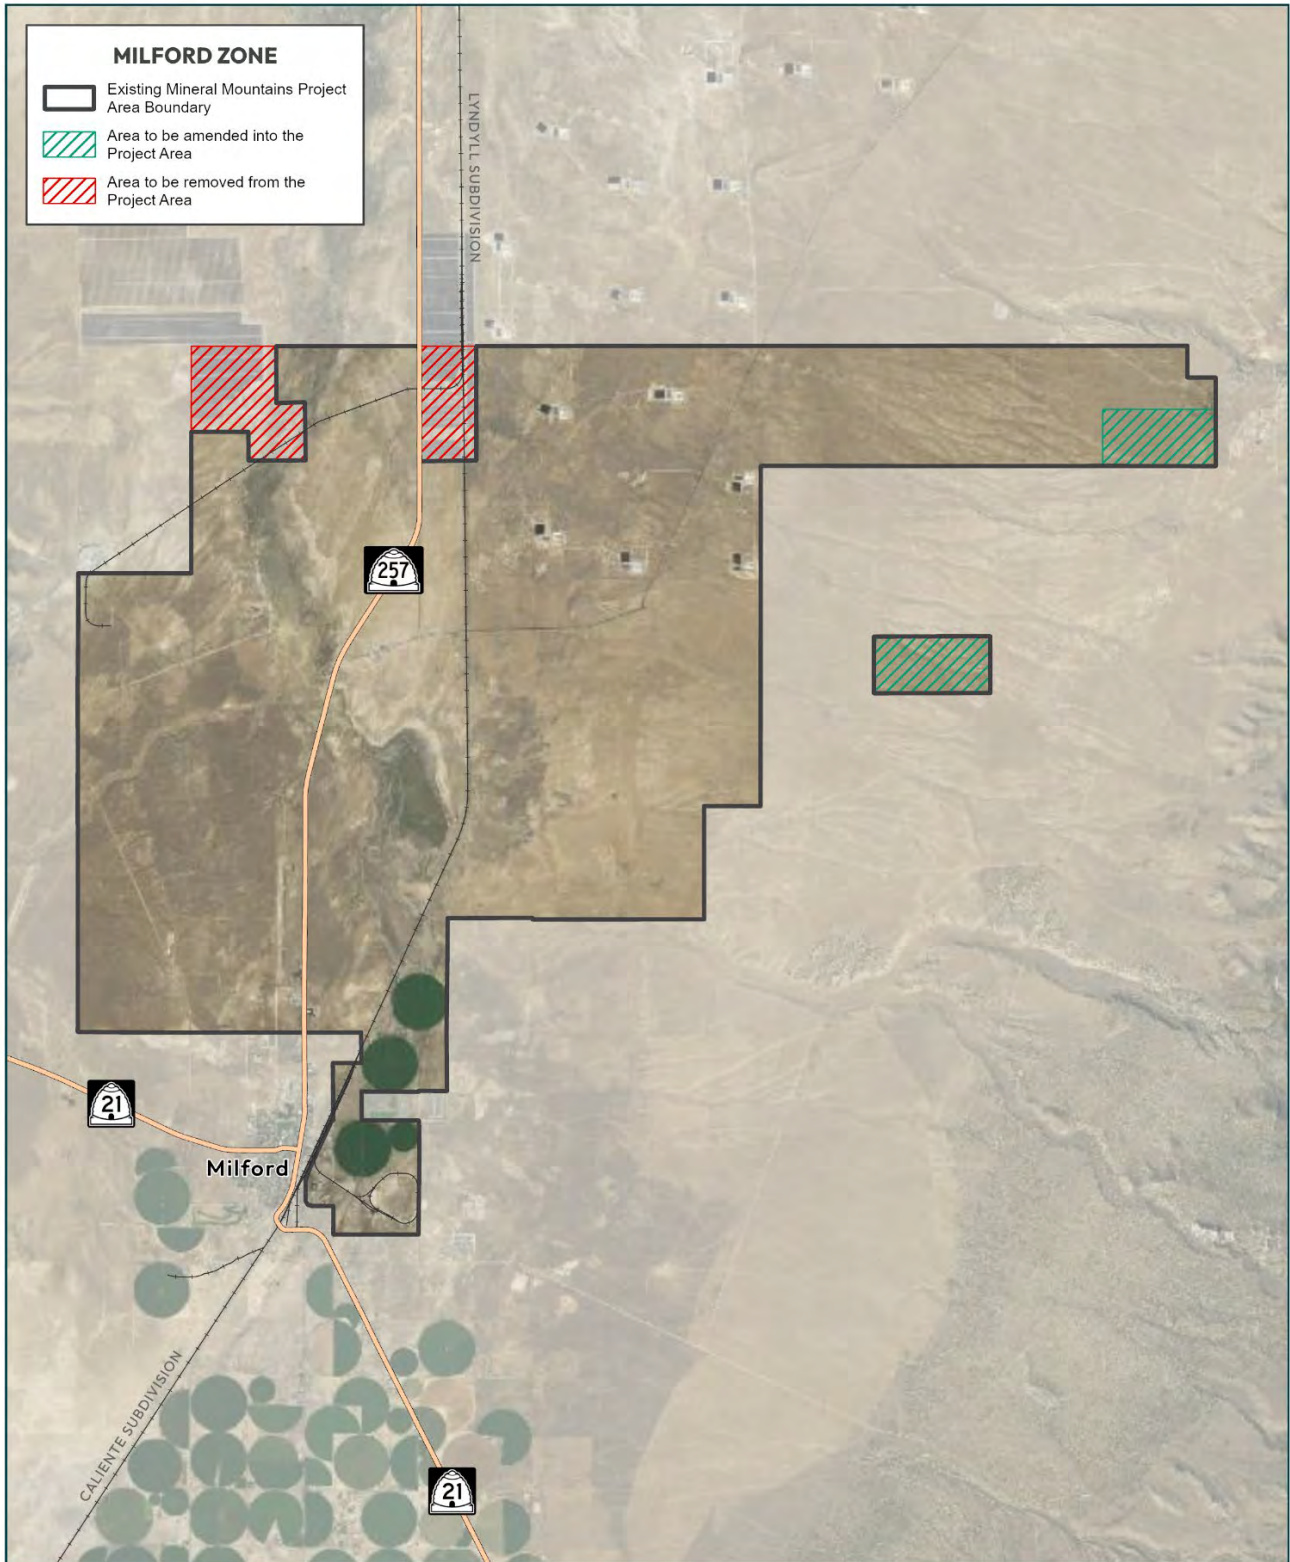 MILFORD ZONE
Existing Mineral Mountains Project
Area Boundary
Area to be amended into the
Project Area
Area to be removed from the
Project Area
LYNDYLL SUBDIVISION
257
21
Milford
CALIENTE SUBDIVISION
21